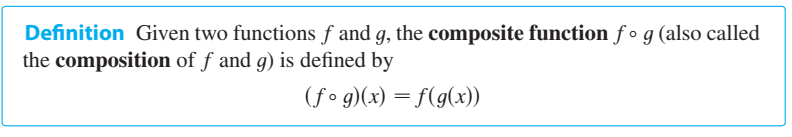 Definition Given two functions f and g, the composite function f ∘ g (also called
the composition of f and g) is defined by
(f ∘ g)(x) = f(g(x))